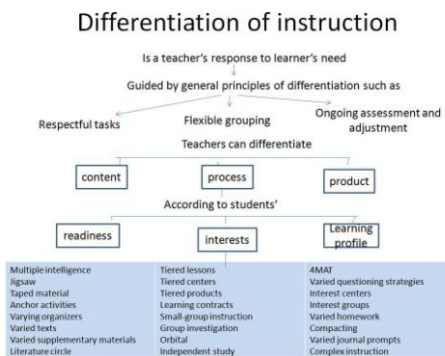 Differentiation of instruction
Is a teacher's response to learner's need
Guided by general principles of differentiation such as
Respectful tasks
Flexible grouping
Ongoing assessment and
adjustment
Teachers can differentiate
content
process
product
According to students'
readiness
interests
Learning
profile
Multiple intelligence
Jigsaw
Taped material
Anchor activities
Varying organizers
Varied texts
Varied supplementary materials
Literature circle
Tiered lessons
Tiered centers
Tiered products
Learning contracts
Small-group instruction
Group investigation
Orbital
Independent study
4MAT
Varied questioning strategies
Interest centers
Interest groups
Varied homework
Compacting
Varied journal prompts
Complex instruction